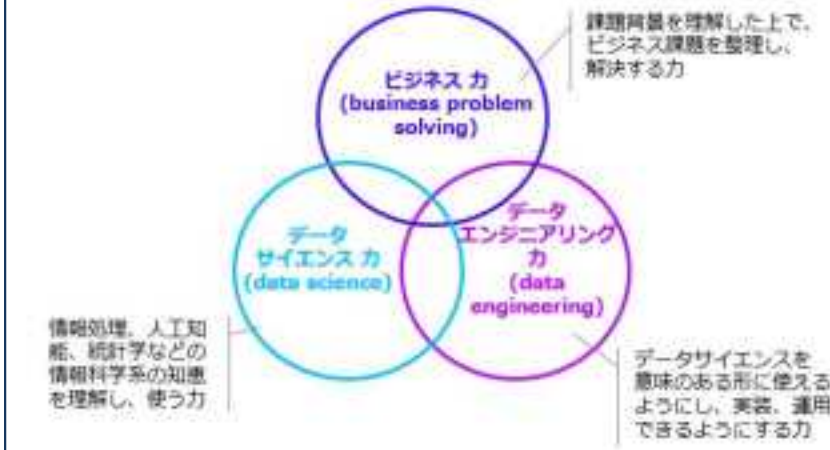 課題背景を理解した上で、
ビジネス課題を整理し、
解決する力
ビジネス 力
(business problem
solving)
データ
サイエンス 力
(data science)
データ
エンジニアリング
力
(data
engineering)
情報処理、人工知
能、統計学などの
情報科学系の知恵
を理解し、使う力
データサイエンスを
意味のある形に使える
ようにし、実装、運用
できるようにする力